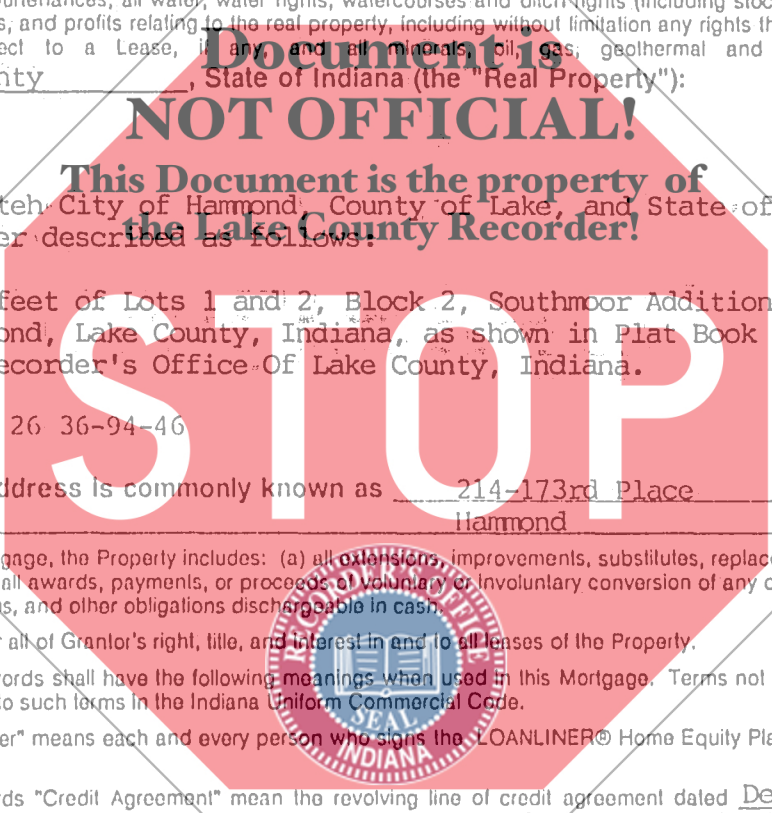 appurtenances, all water, water rights, watercourses and ditch rights (including stock
s, and profits relating to the real property, including without limitation any rights th
ect to a Lease, if any, and all minerals, oil, gas, geothermal and
nty, State of Indiana (the "Real Property"):
Document is
NOT OFFICIAL!
This Document is the property of
the Lake County Recorder!
teh City of Hammond, County of Lake, and State of
er described as follows:
feet of Lots 1 and 2, Block 2, Southmoor Addition
ond, Lake County, Indiana, as shown in Plat Book
ecorder's Office Of Lake County, Indiana.
STOP
26 36-94-46
ddress is commonly known as 214-173rd Place
Hammond
gage, the Property includes: (a) all extensions, improvements, substitutes, replace
all awards, payments, or proceeds of voluntary or involuntary conversion of any o
s, and other obligations dischargeable in cash.
r all of Grantor's right, title, and interest in and to all leases of the Property.
ords shall have the following meanings when used in this Mortgage. Terms not
to such terms in the Indiana Uniform Commercial Code.
er" means each and every person who signs the LOANLINER® Home Equity Pla
rds "Credit Agreement" mean the revolving line of credit agreement dated De
SEAL
INDIANA